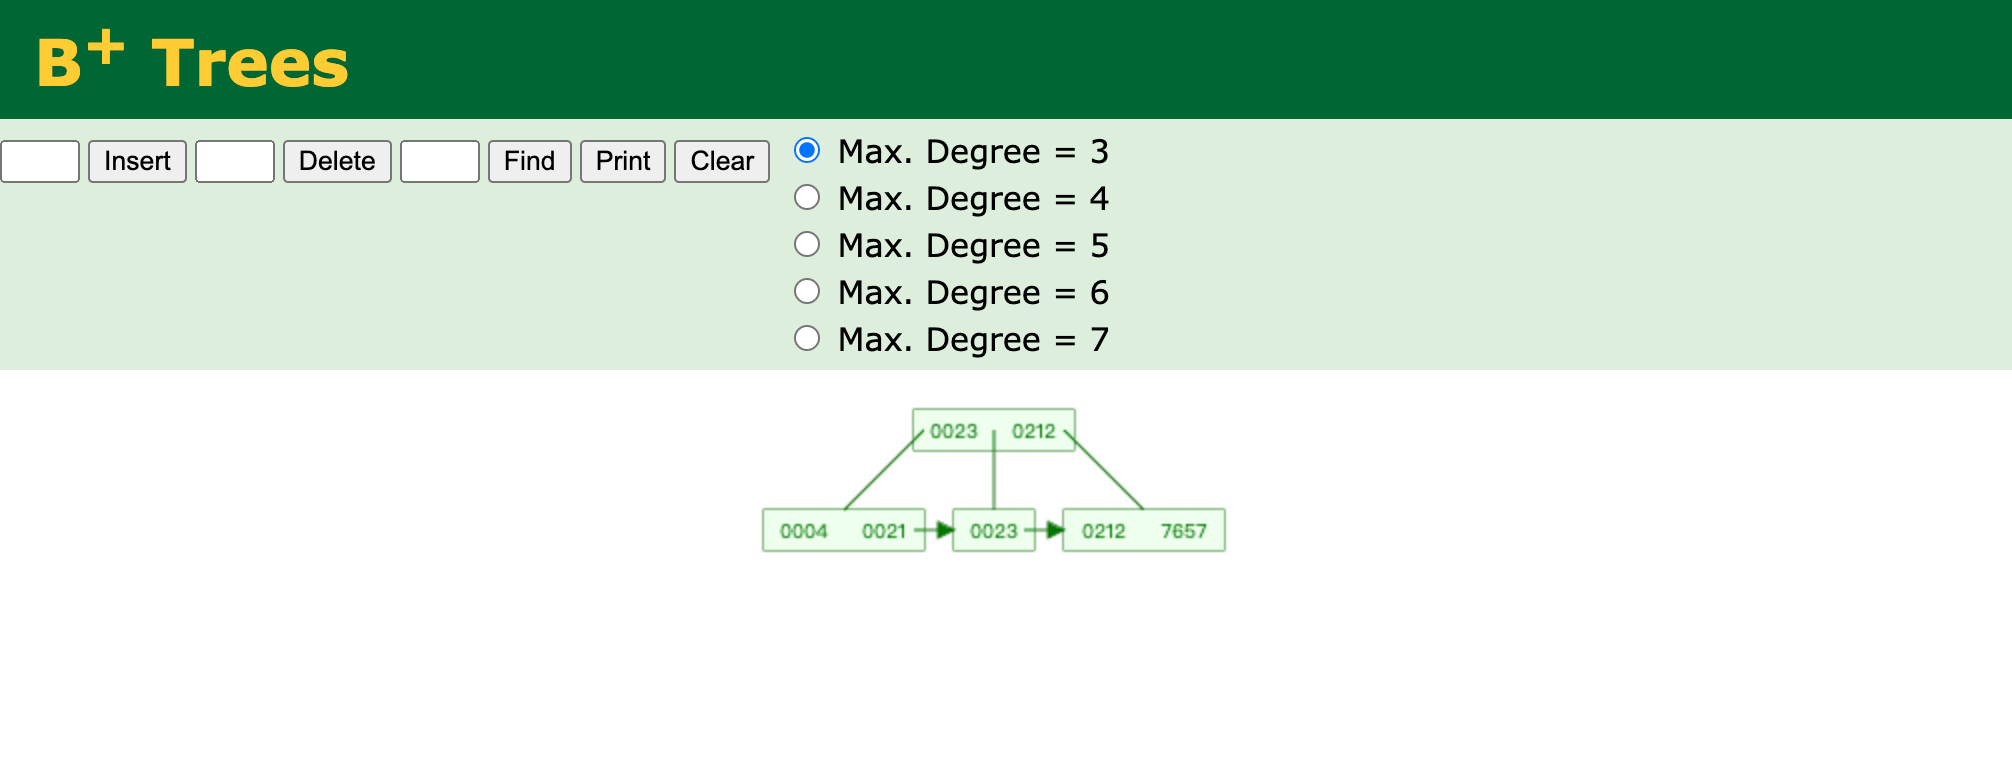 B+ Trees
Insert Delete Find Print Clear
Max. Degree = 3
Max. Degree = 4
Max. Degree = 5
Max. Degree = 6
Max. Degree = 7
0023 0212
0004 0021 0023 0212 7657